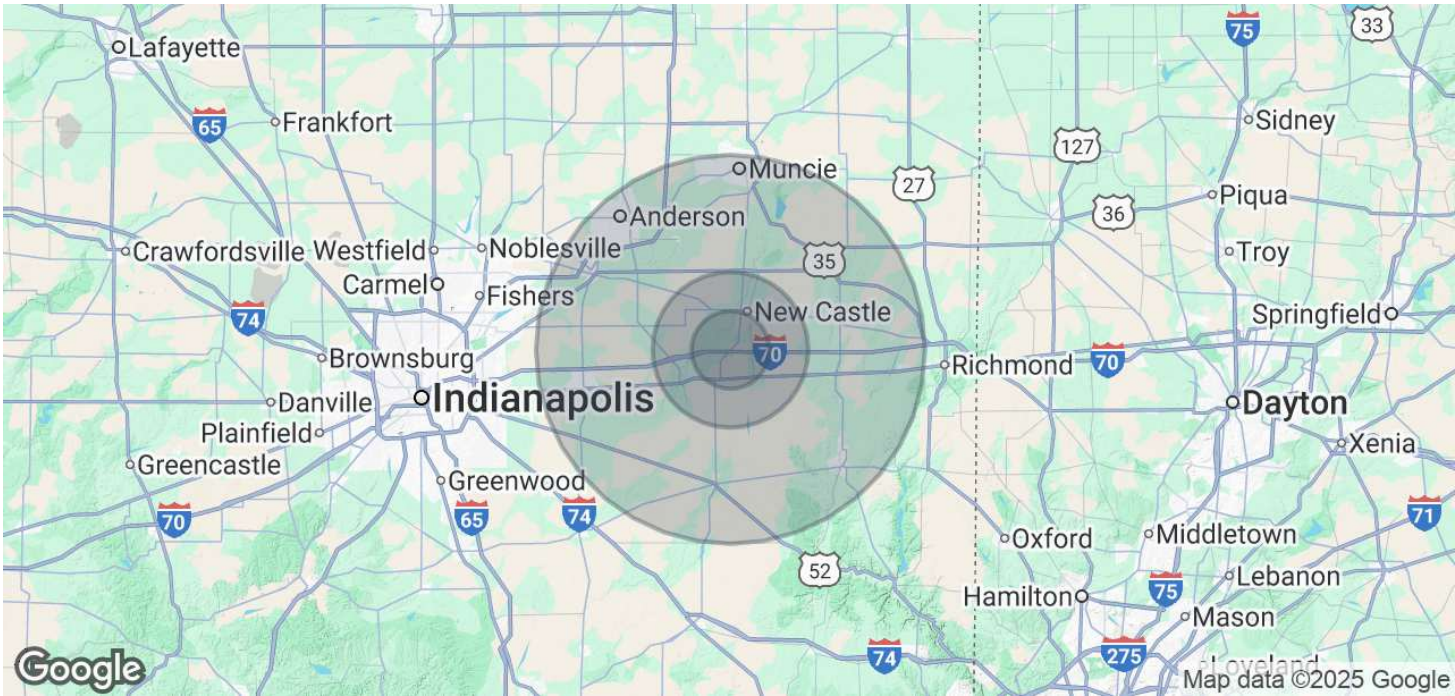 Lafayette
75
33
65
Frankfort
Sidney
127
Muncie
27
Piqua
Anderson
36
Crawfordsville
Westfield
Noblesville
35
Troy
Carmel
Fishers
74
New Castle
Springfield
Brownsburg
70
Richmond
70
Indianapolis
Danville
Dayton
Plainfield
Xenia
Greencastle
Greenwood
70
65
74
71
Oxford
Middletown
52
Lebanon
75
Hamilton
Mason
74
275
Loveland
Google
Map data ©2025 Google